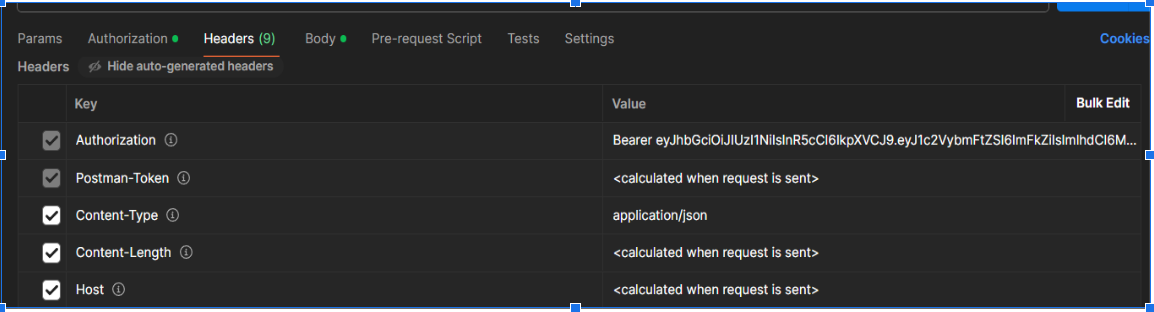 Params Authorization Headers (9) Body Pre-request Script Tests Settings Cookies
Headers Hide auto-generated headers
Key Value Bulk Edit
Authorization Bearer eyJhbGciOiJIUzI1NiIsInR5cCI6IkpXVCJ9.eyJ1c2VybmFtZSI6ImFkZiIsImlhdCI6M...
Postman-Token <calculated when request is sent>
Content-Type application/json
Content-Length <calculated when request is sent>
Host <calculated when request is sent>